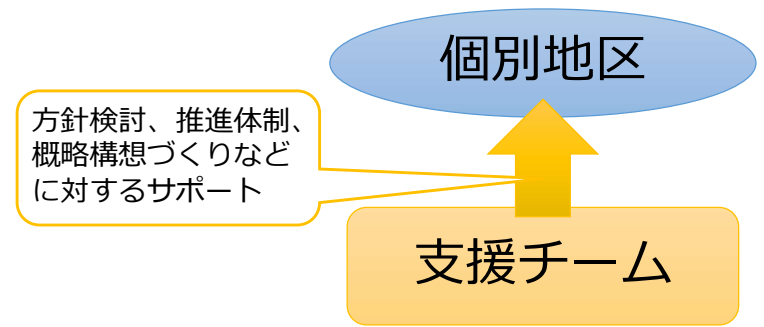 個別地区
方針検討、推進体制、
概略構想づくりなど
に対するサポート
支援チーム